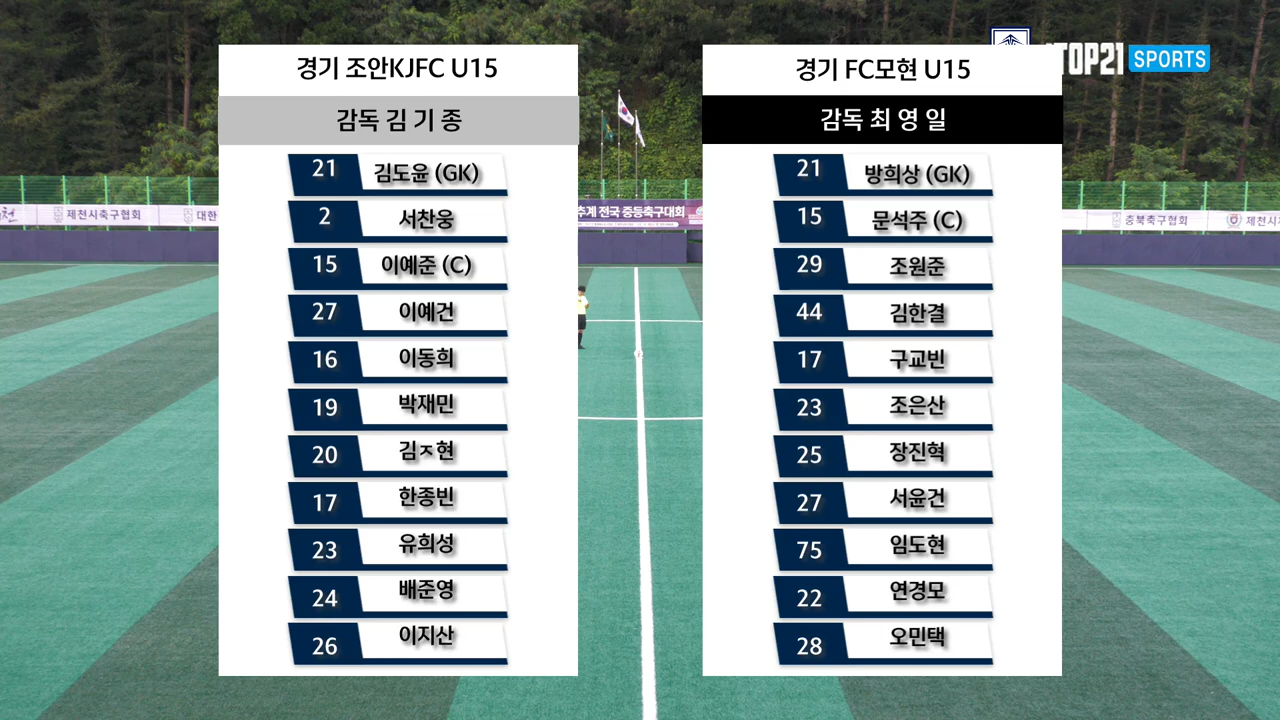 TOP21 SPORTS
경기 조안KJFC U15
감독 김 기 종
21 김도윤 (GK)
2 서찬웅
15 이예준 (C)
27 이예건
16 이동희
19 박재민
20 김ㅈ현
17 한종빈
23 유희성
24 배준영
26 이지산
경기 FC모현 U15
감독 최 영 일
21 방희상 (GK)
15 문석주 (C)
29 조원준
44 김한결
17 구교빈
23 조은산
25 장진혁
27 서윤건
75 임도현
22 연경모
28 오민택
제천시축구협회
대한
추계 전국 중등축구대회
충북축구협회
제천시